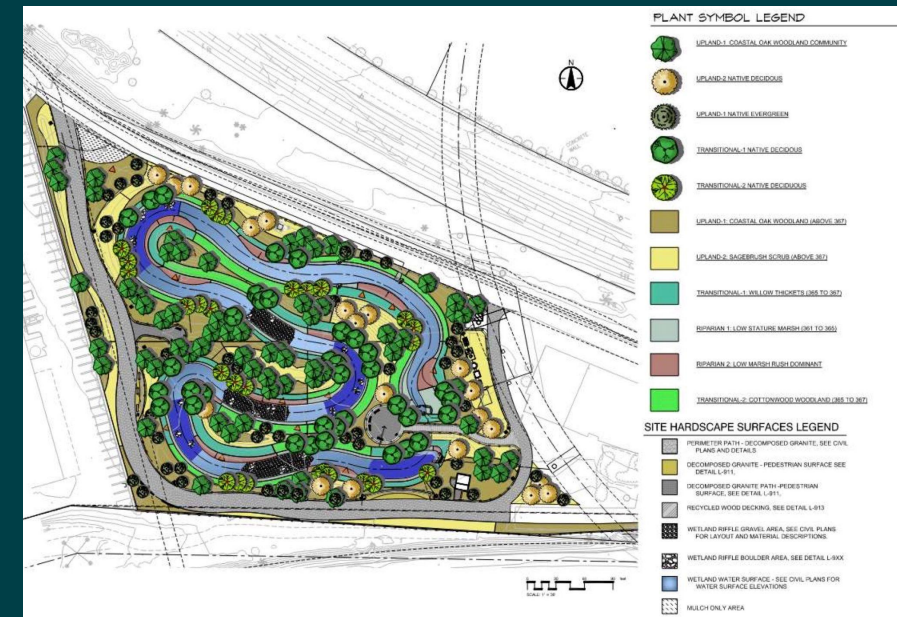 PLANT SYMBOL LEGEND
UPLAND-1 COASTAL OAK WOODLAND COMMUNITY
UPLAND-2 NATIVE DECIDOUS
UPLAND-1 NATIVE EVERGREEN
TRANSITIONAL-1 NATIVE DECIDOUS
TRANSITIONAL-2 NATIVE DECIDUOUS
UPLAND-1: COASTAL OAK WOODLAND (ABOVE 367)
UPLAND-2: SAGEBRUSH SCRUB (ABOVE 367)
TRANSITIONAL-1: WILLOW THICKETS (365 TO 367)
RIPARIAN 1: LOW STATURE MARSH (361 TO 365)
RIPARIAN 2: LOW MARSH RUSH DOMINANT
TRANSITIONAL-2: COTTONWOOD WOODLAND (365 TO 367)
SITE HARDSCAPE SURFACES LEGEND
PERIMETER PATH - DECOMPOSED GRANITE, SEE CIVIL
PLANS AND DETAILS
DECOMPOSED GRANITE - PEDESTRIAN SURFACE SEE
DETAIL L-911,
DECOMPOSED GRANITE PATH -PEDESTRIAN
SURFACE, SEE DETAIL L-911,
RECYCLED WOOD DECKING, SEE DETAIL L-913
WETLAND RIFFLE GRAVEL AREA, SEE CIVIL PLANS
FOR LAYOUT AND MATERIAL DESCRIPTIONS.
WETLAND RIFFLE BOULDER AREA, SEE DETAIL L-9XX
WETLAND WATER SURFACE - SEE CIVIL PLANS FOR
WATER SURFACE ELEVATIONS
MULCH ONLY AREA
N
CONCRETE